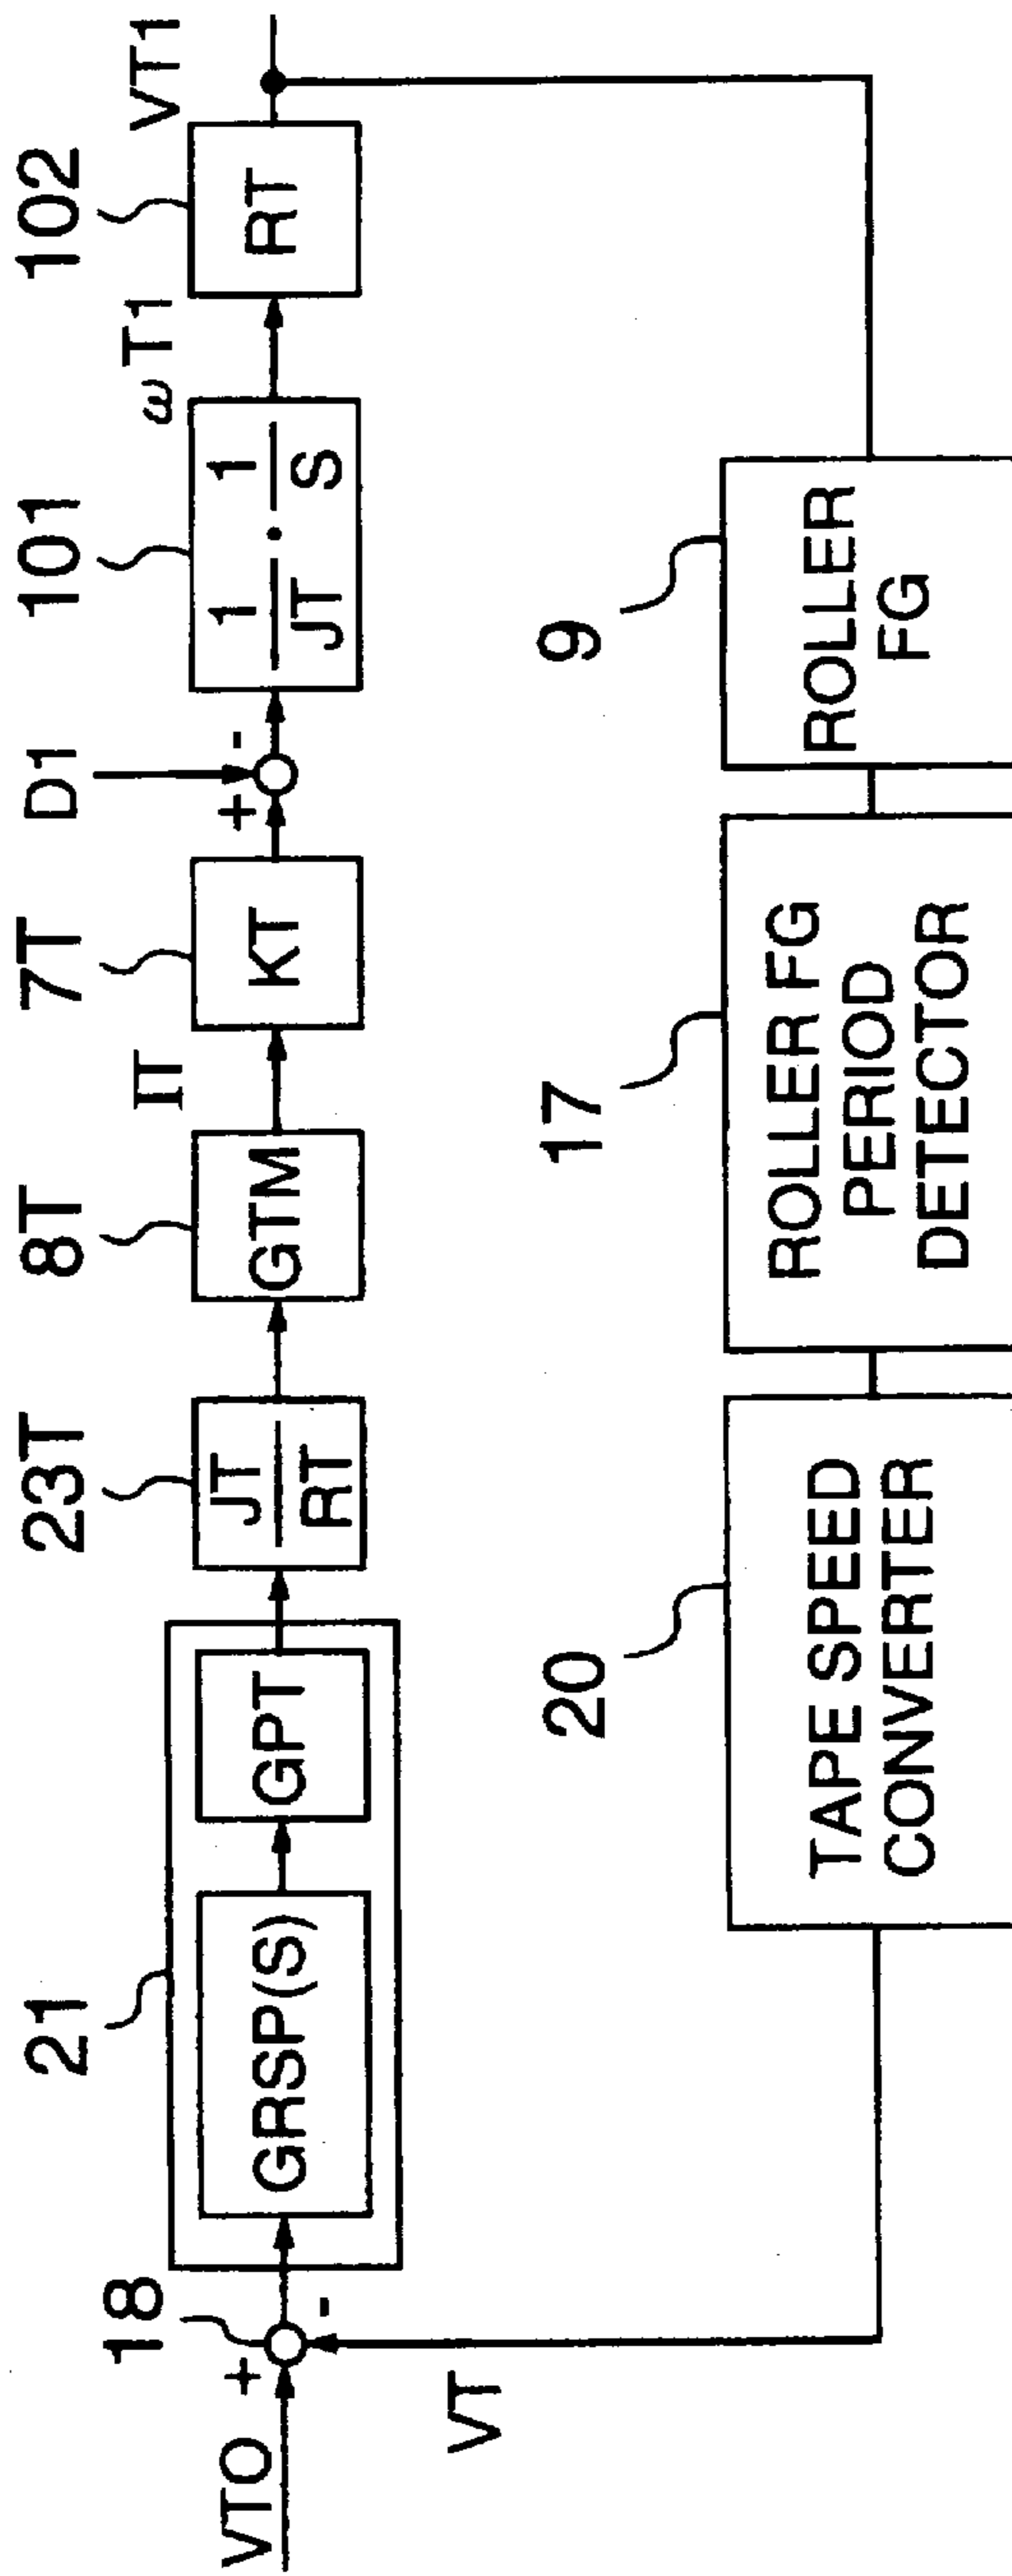 VTO
+
18
-
VT
21
GRSP(S)
GPT
23T
JT
RT
8T
GTM
IT
7T
KT
+
D1
-
101
1
JT
·
1
S
ωT1
102
RT
VT1
20
TAPE SPEED
CONVERTER
17
ROLLER FG
PERIOD
DETECTOR
9
ROLLER
FG